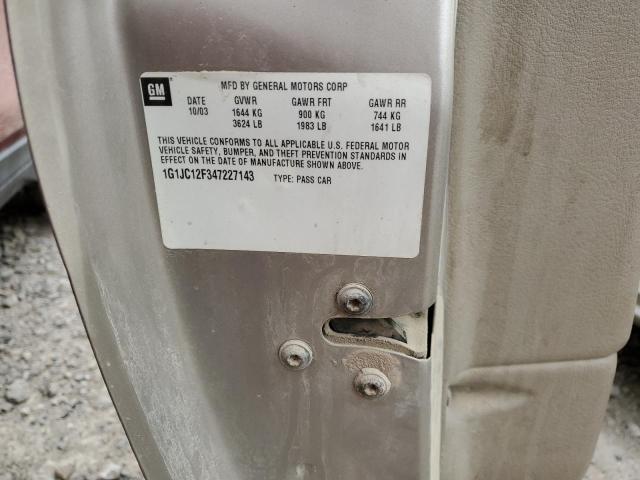 GM
MFD BY GENERAL MOTORS CORP
DATE GVWR GAWR FRT GAWR RR
10/03 1644 KG 900 KG 744 KG
3624 LB 1983 LB 1641 LB
THIS VEHICLE CONFORMS TO ALL APPLICABLE U.S. FEDERAL MOTOR
VEHICLE SAFETY, BUMPER, AND THEFT PREVENTION STANDARDS IN
EFFECT ON THE DATE OF MANUFACTURE SHOWN ABOVE.
1G1JC12F347227143 TYPE: PASS CAR